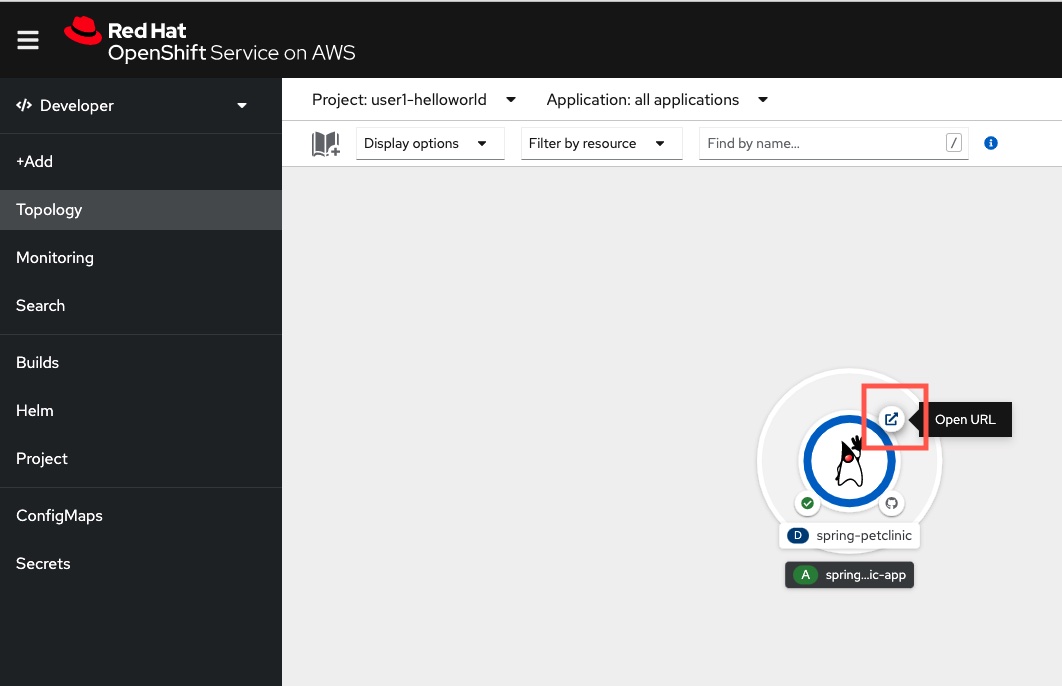 Red Hat
OpenShift Service on AWS
Developer
Project: user1-helloworld
Application: all applications
Display options
Filter by resource
Find by name...
/
i
+Add
Topology
Monitoring
Search
Builds
Helm
Project
ConfigMaps
Secrets
Open URL
D spring-petclinic
A spring...ic-app